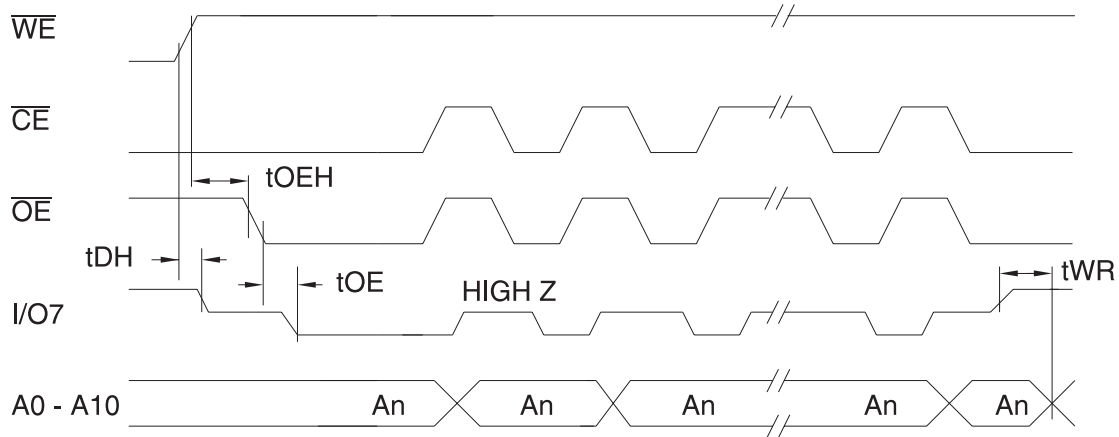 WE
CE
tOEH
OE
tDH
tOE
tWR
HIGH Z
I/O7
A0 - A10 An An An An An